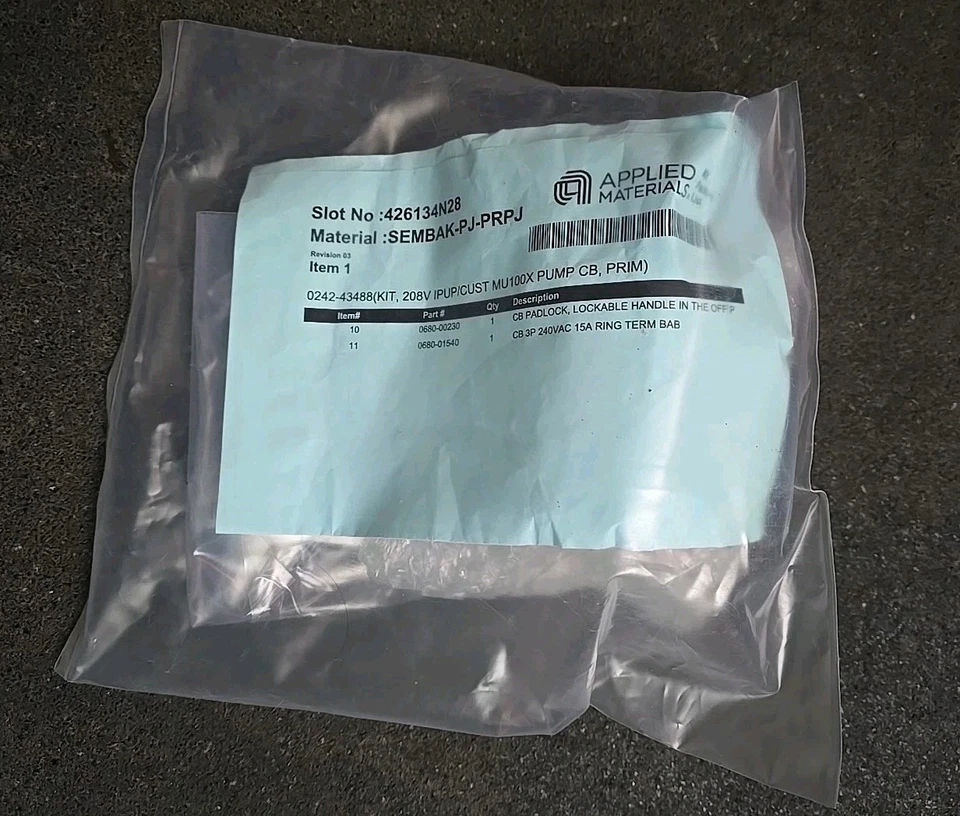 APPLIED
MATERIALS
Slot No :426134N28
Material :SEMBAK-PJ-PRPJ
Revision 03
Item 1
0242-43488(KIT, 208V IPUP/CUST MU100X PUMP CB, PRIM)
Item# Part # Qty Description
10 0680-00230 1 CB PADLOCK, LOCKABLE HANDLE IN THE OFF P
11 0680-01540 1 CB 3P 240VAC 15A RING TERM BAB